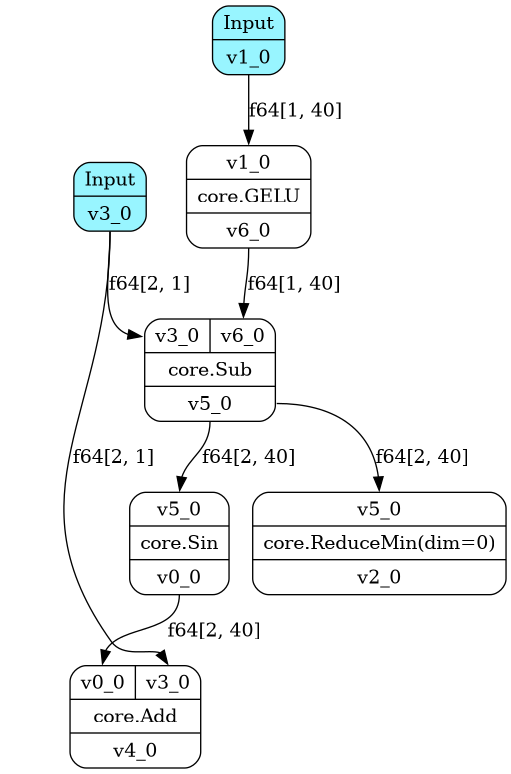 Input
v1_0
f64[1, 40]
v1_0
core.GELU
v6_0
Input
v3_0
f64[2, 1]
f64[1, 40]
v3_0 v6_0
core.Sub
v5_0
f64[2, 1]
f64[2, 40]
f64[2, 40]
v5_0
core.Sin
v0_0
v5_0
core.ReduceMin(dim=0)
v2_0
f64[2, 40]
v0_0 v3_0
core.Add
v4_0